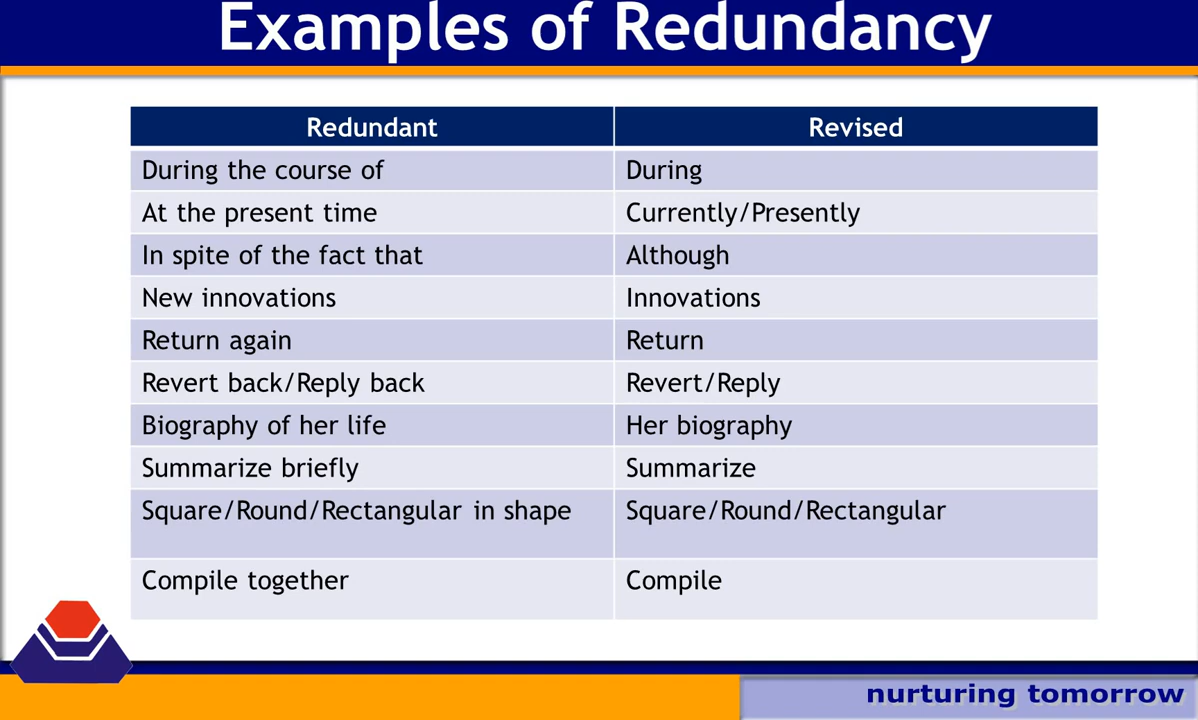 Examples of Redundancy
Redundant Revised
During the course of During
At the present time Currently/Presently
In spite of the fact that Although
New innovations Innovations
Return again Return
Revert back/Reply back Revert/Reply
Biography of her life Her biography
Summarize briefly Summarize
Square/Round/Rectangular in shape Square/Round/Rectangular
Compile together Compile
nurturing tomorrow